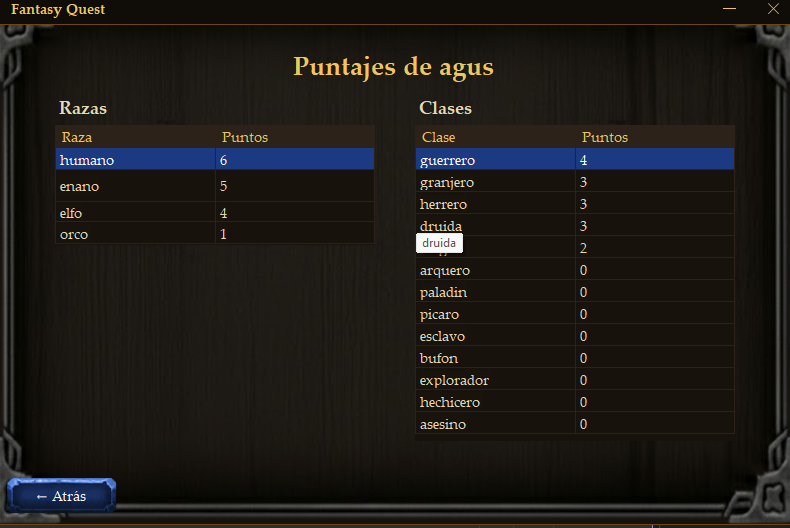 Fantasy Quest
Puntajes de agus
Razas
Raza Puntos
humano 6
enano 5
elfo 4
orco 1
Clases
Clase Puntos
guerrero 4
granjero 3
herrero 3
druida 3
druida
2
arquero 0
paladin 0
picaro 0
esclavo 0
bufon 0
explorador 0
hechicero 0
asesino 0
← Atrás